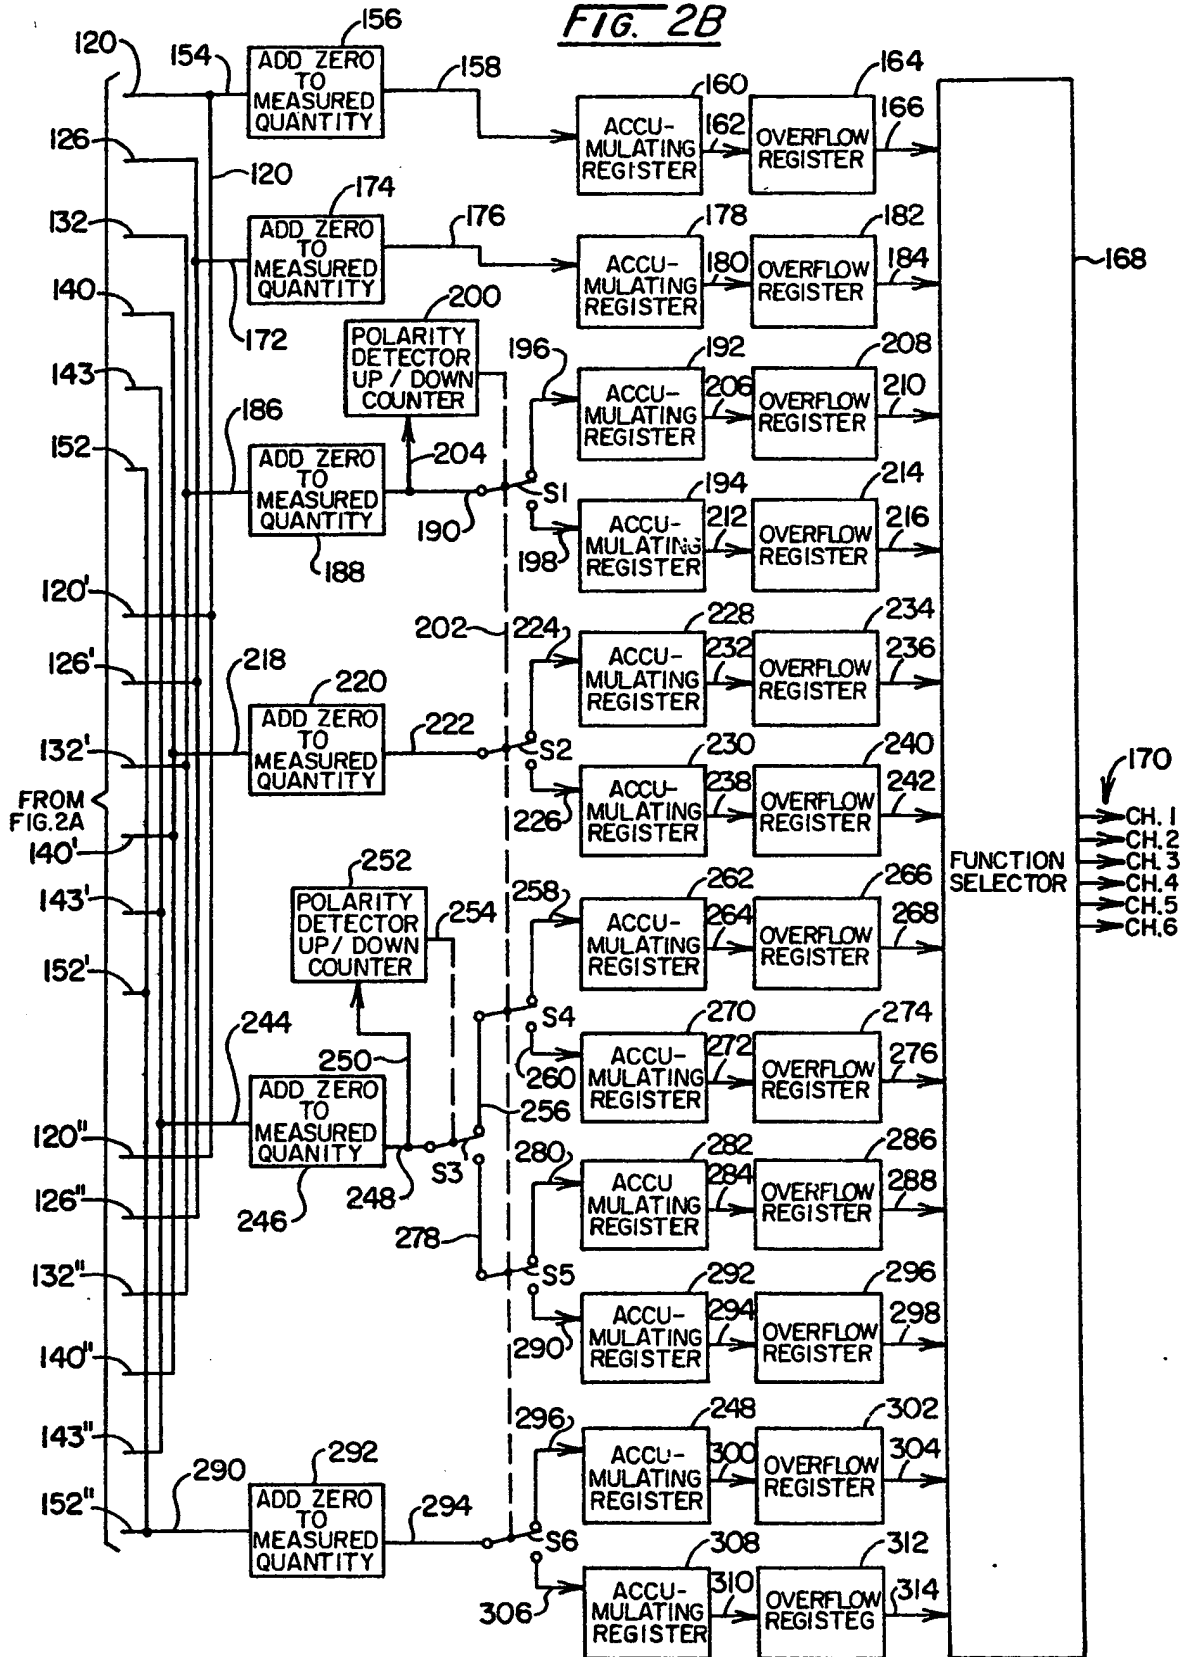 FIG. 2B
156
120
154
ADD ZERO
TO
MEASURED
QUANTITY
158
160
164
126
ACCU-
MULATING
REGISTER
162
OVERFLOW
REGISTER
166
120
174
132
ADD ZERO
TO
MEASURED
QUANTITY
176
178
182
ACCU-
MULATING
REGISTER
180
OVERFLOW
REGISTER
184
168
140
172
200
POLARITY
DETECTOR
UP / DOWN
COUNTER
196
192
208
143
ACCU-
MULATING
REGISTER
206
OVERFLOW
REGISTER
210
186
152
ADD ZERO
TO
MEASURED
QUANTITY
204
190
S1
188
194
214
198
ACCU-
MULATING
REGISTER
212
OVERFLOW
REGISTER
216
120'
202
224
228
234
126'
218
220
ACCU-
MULATING
REGISTER
232
OVERFLOW
REGISTER
236
ADD ZERO
TO
MEASURED
QUANTITY
222
S2
132'
230
240
226
ACCU-
MULATING
REGISTER
238
OVERFLOW
REGISTER
242
170
FROM
FIG.2A
140'
CH. 1
CH. 2
CH. 3
CH. 4
CH. 5
CH. 6
FUNCTION
SELECTOR
252
POLARITY
DETECTOR
UP / DOWN
COUNTER
254
258
262
266
143'
ACCU-
MULATING
REGISTER
264
OVERFLOW
REGISTER
268
152'
S4
244
250
270
274
260
ACCU-
MULATING
REGISTER
272
OVERFLOW
REGISTER
276
ADD ZERO
TO
MEASURED
QUANITY
256
120"
S3
248
246
280
282
286
126"
ACCU
MULATING
REGISTER
284
OVERFLOW
REGISTER
288
278
132"
S5
292
296
290
ACCU-
MULATING
REGISTER
294
OVERFLOW
REGISTER
298
140"
143"
296
248
302
ACCU-
MULATING
REGISTER
300
OVERFLOW
REGISTER
304
152"
290
292
ADD ZERO
TO
MEASURED
QUANTITY
294
S6
308
312
306
ACCU-
MULATING
REGISTER
310
OVERFLOW
REGISTEG
314